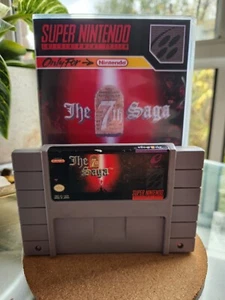 SUPER NINTENDO
ENTERTAINMENT SYSTEM
Only For
Nintendo
The 7th Saga
The 7th
Saga
SUPER NINTENDO